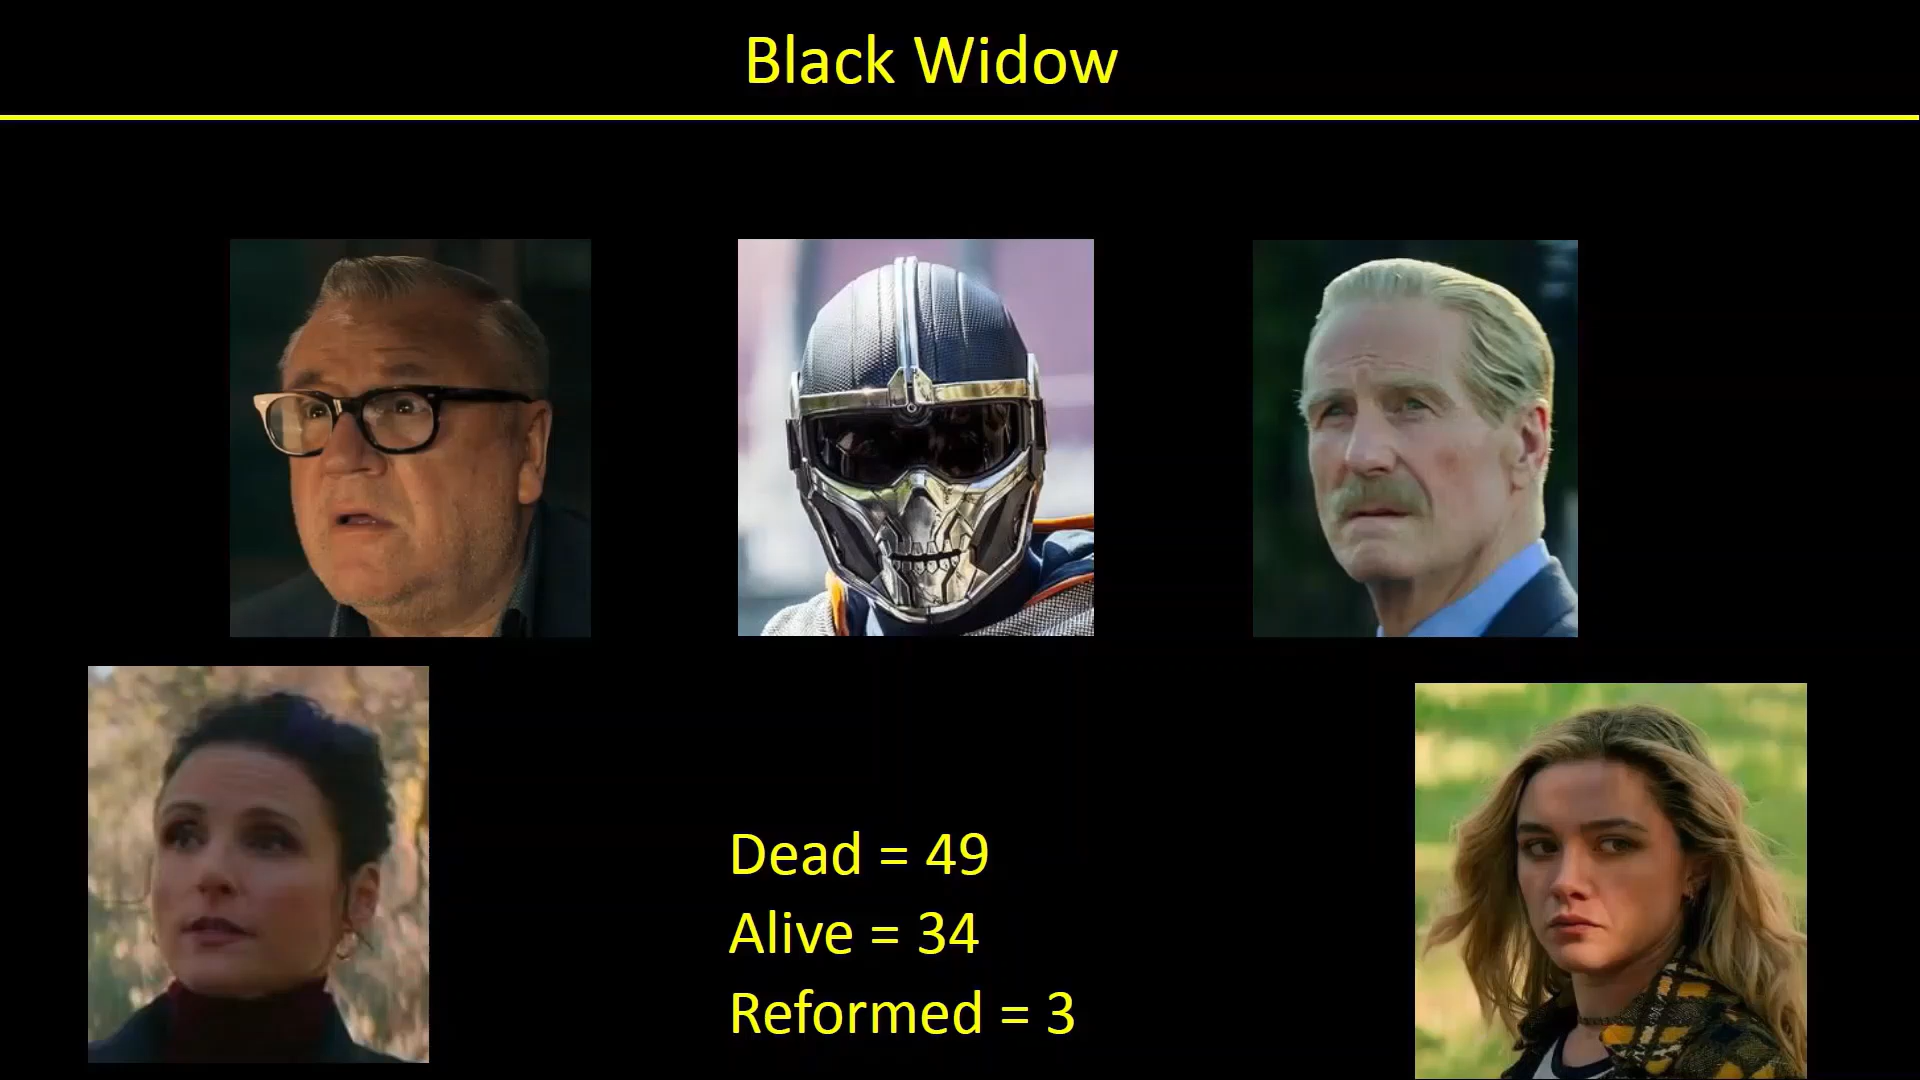 Black Widow
Dead = 49
Alive = 34
Reformed = 3